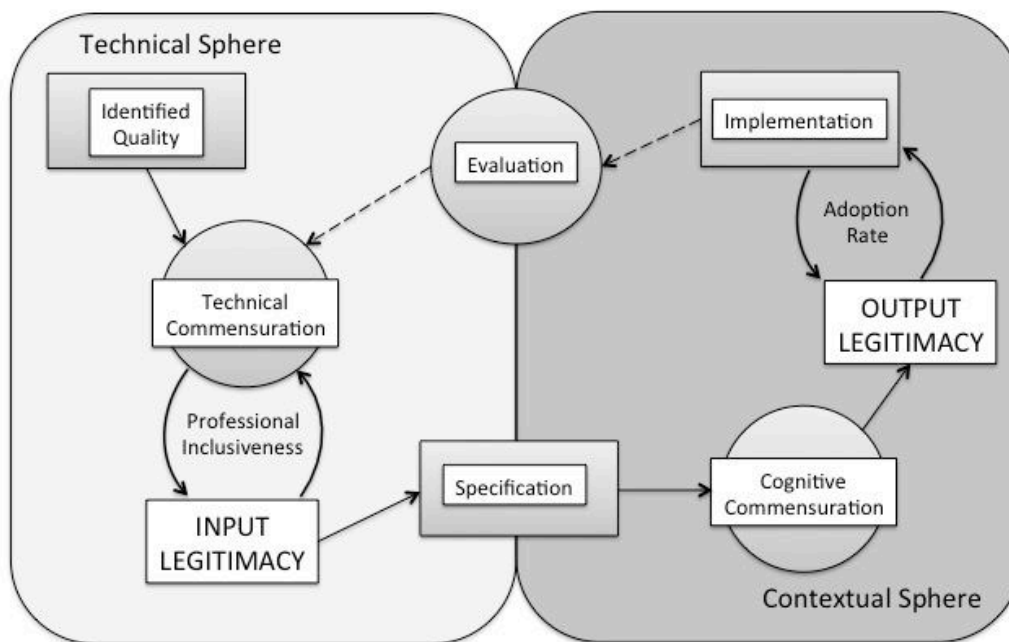 Technical Sphere
Identified
Quality
Evaluation
Implementation
Adoption
Rate
Technical
Commensuration
OUTPUT
LEGITIMACY
Professional
Inclusiveness
Specification
Cognitive
Commensuration
INPUT
LEGITIMACY
Contextual Sphere